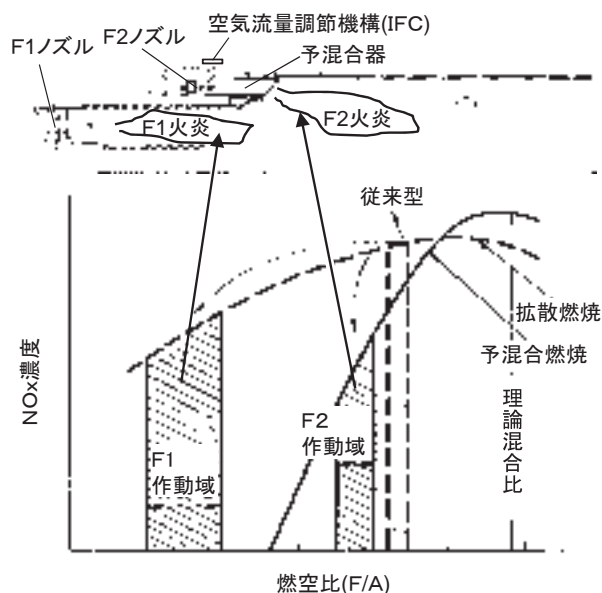 空気流量調節機構(IFC)
F2ノズル
F1ノズル
予混合器
F1火炎
F2火炎
従来型
拡散燃焼
予混合燃焼
理論混合比
F2
作動域
F1
作動域
NOx濃度
燃空比(F/A)